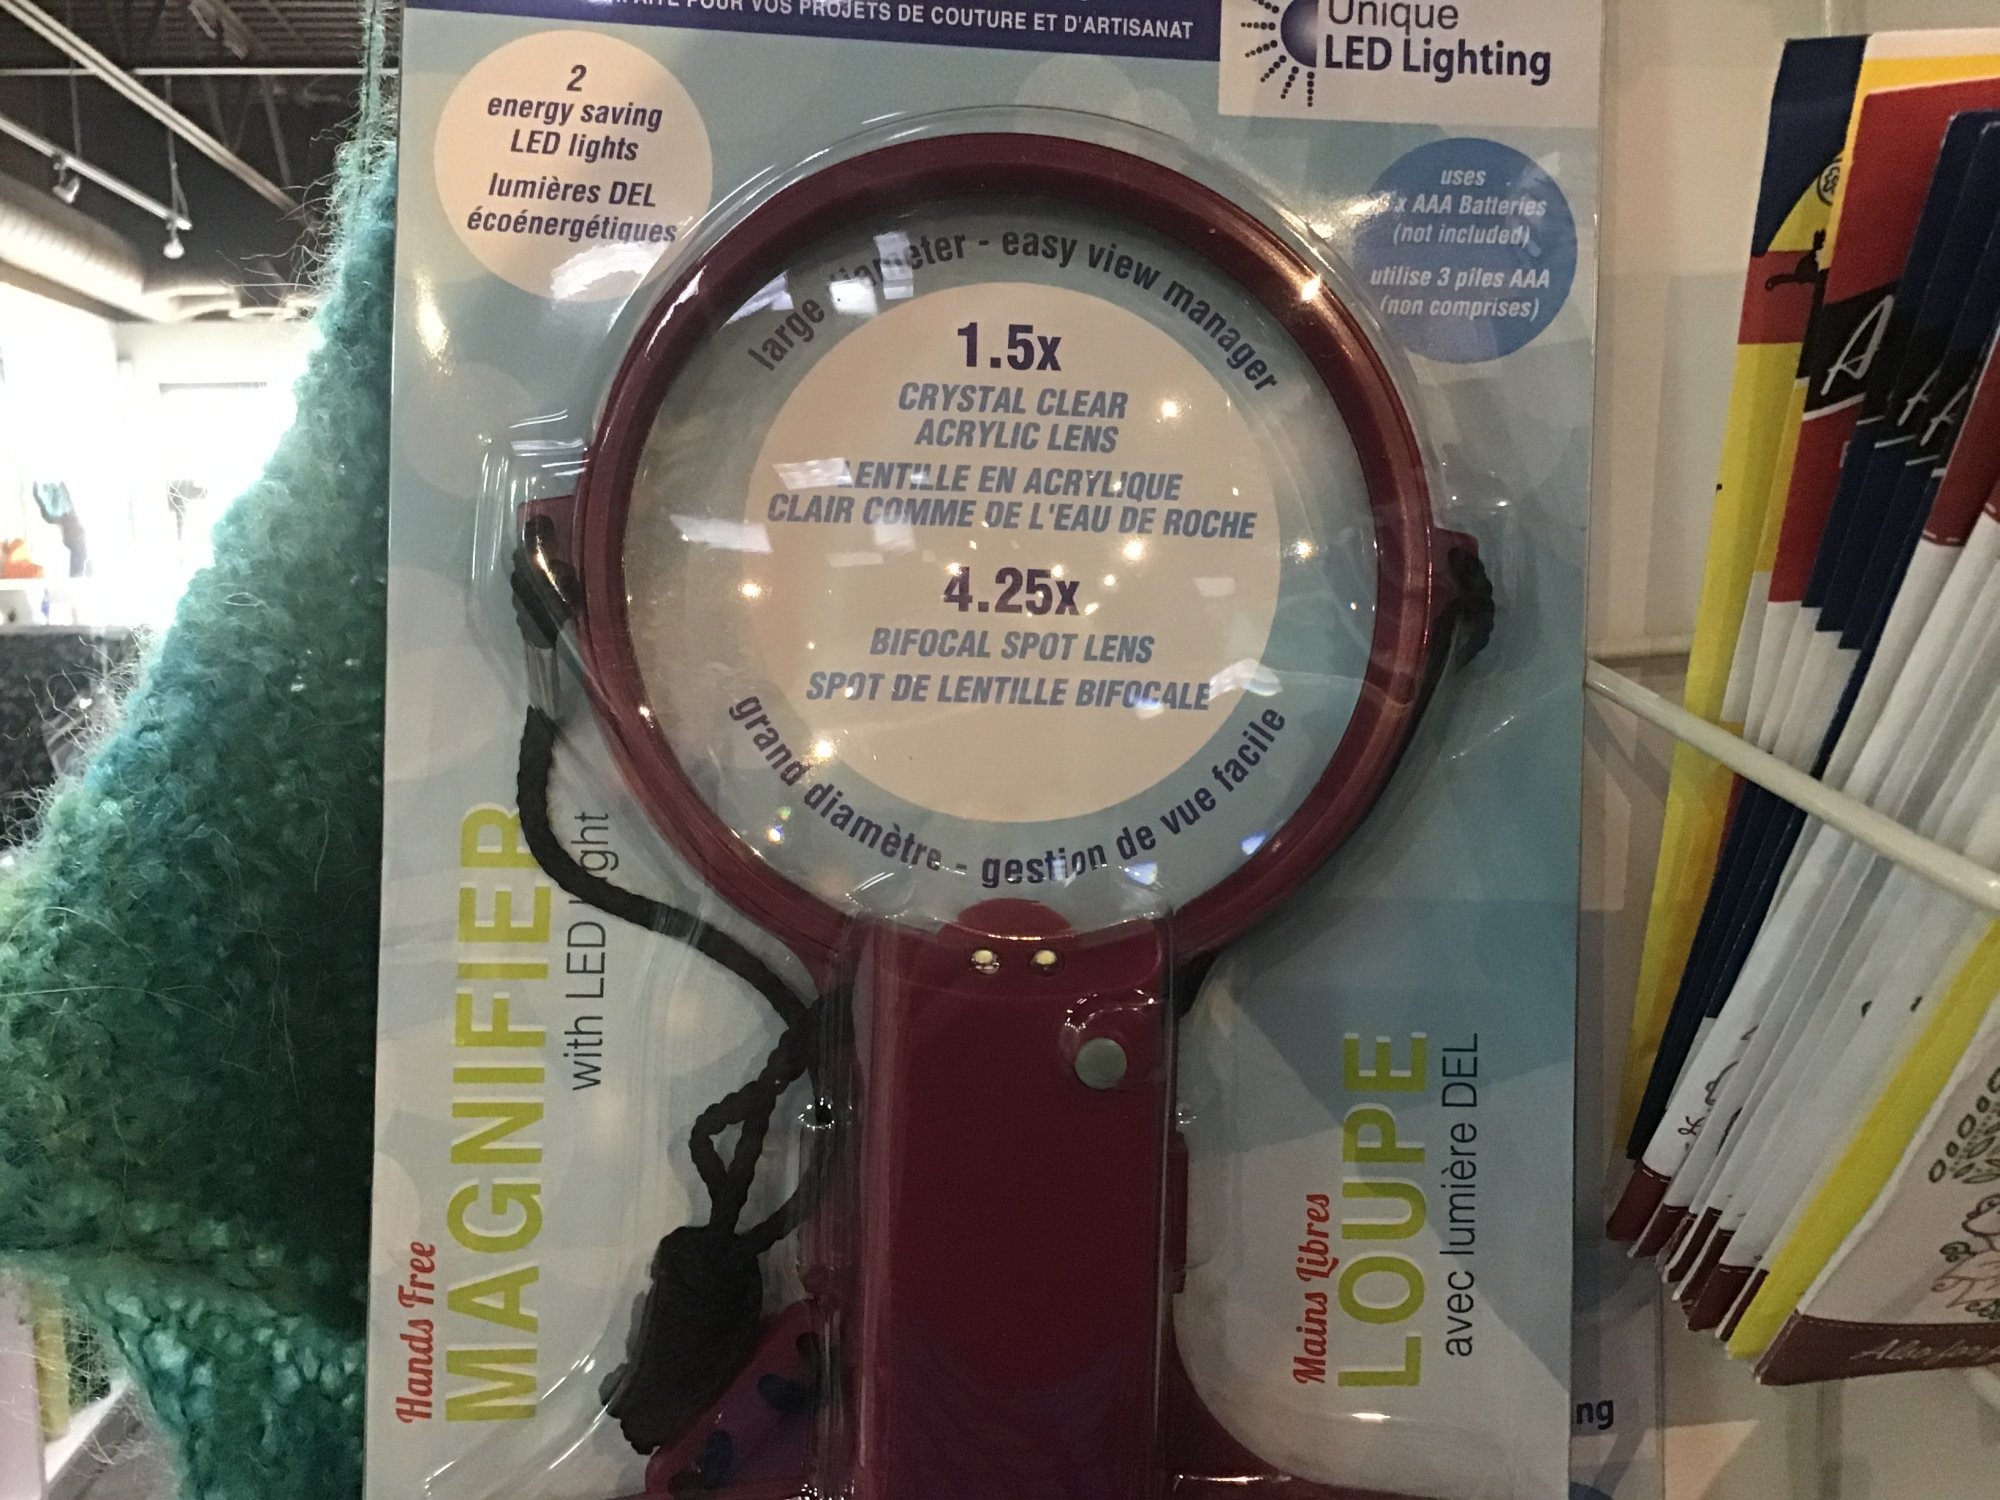 POUR VOS PROJETS DE COUTURE ET D'ARTISANAT
Unique
LED Lighting
2
energy saving
LED lights
lumières DEL
écoénergétiques
uses
x AAA Batteries
(not included)
utilise 3 piles AAA
(non comprises)
large diameter - easy view manager
1.5x
CRYSTAL CLEAR
ACRYLIC LENS
LENTILLE EN ACRYLIQUE
CLAIR COMME DE L'EAU DE ROCHE
4.25x
BIFOCAL SPOT LENS
SPOT DE LENTILLE BIFOCALE
grand diamètre - gestion de vue facile
Hands Free
MAGNIFIER
with LED light
Mains Libres
LOUPE
avec lumière DEL
ng